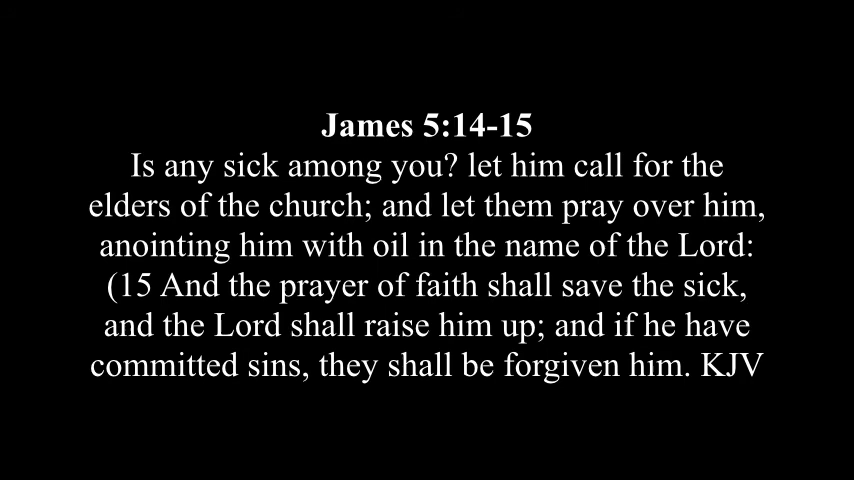 James 5:14-15
Is any sick among you? let him call for the
elders of the church; and let them pray over him,
anointing him with oil in the name of the Lord:
(15 And the prayer of faith shall save the sick,
and the Lord shall raise him up; and if he have
committed sins, they shall be forgiven him. KJV